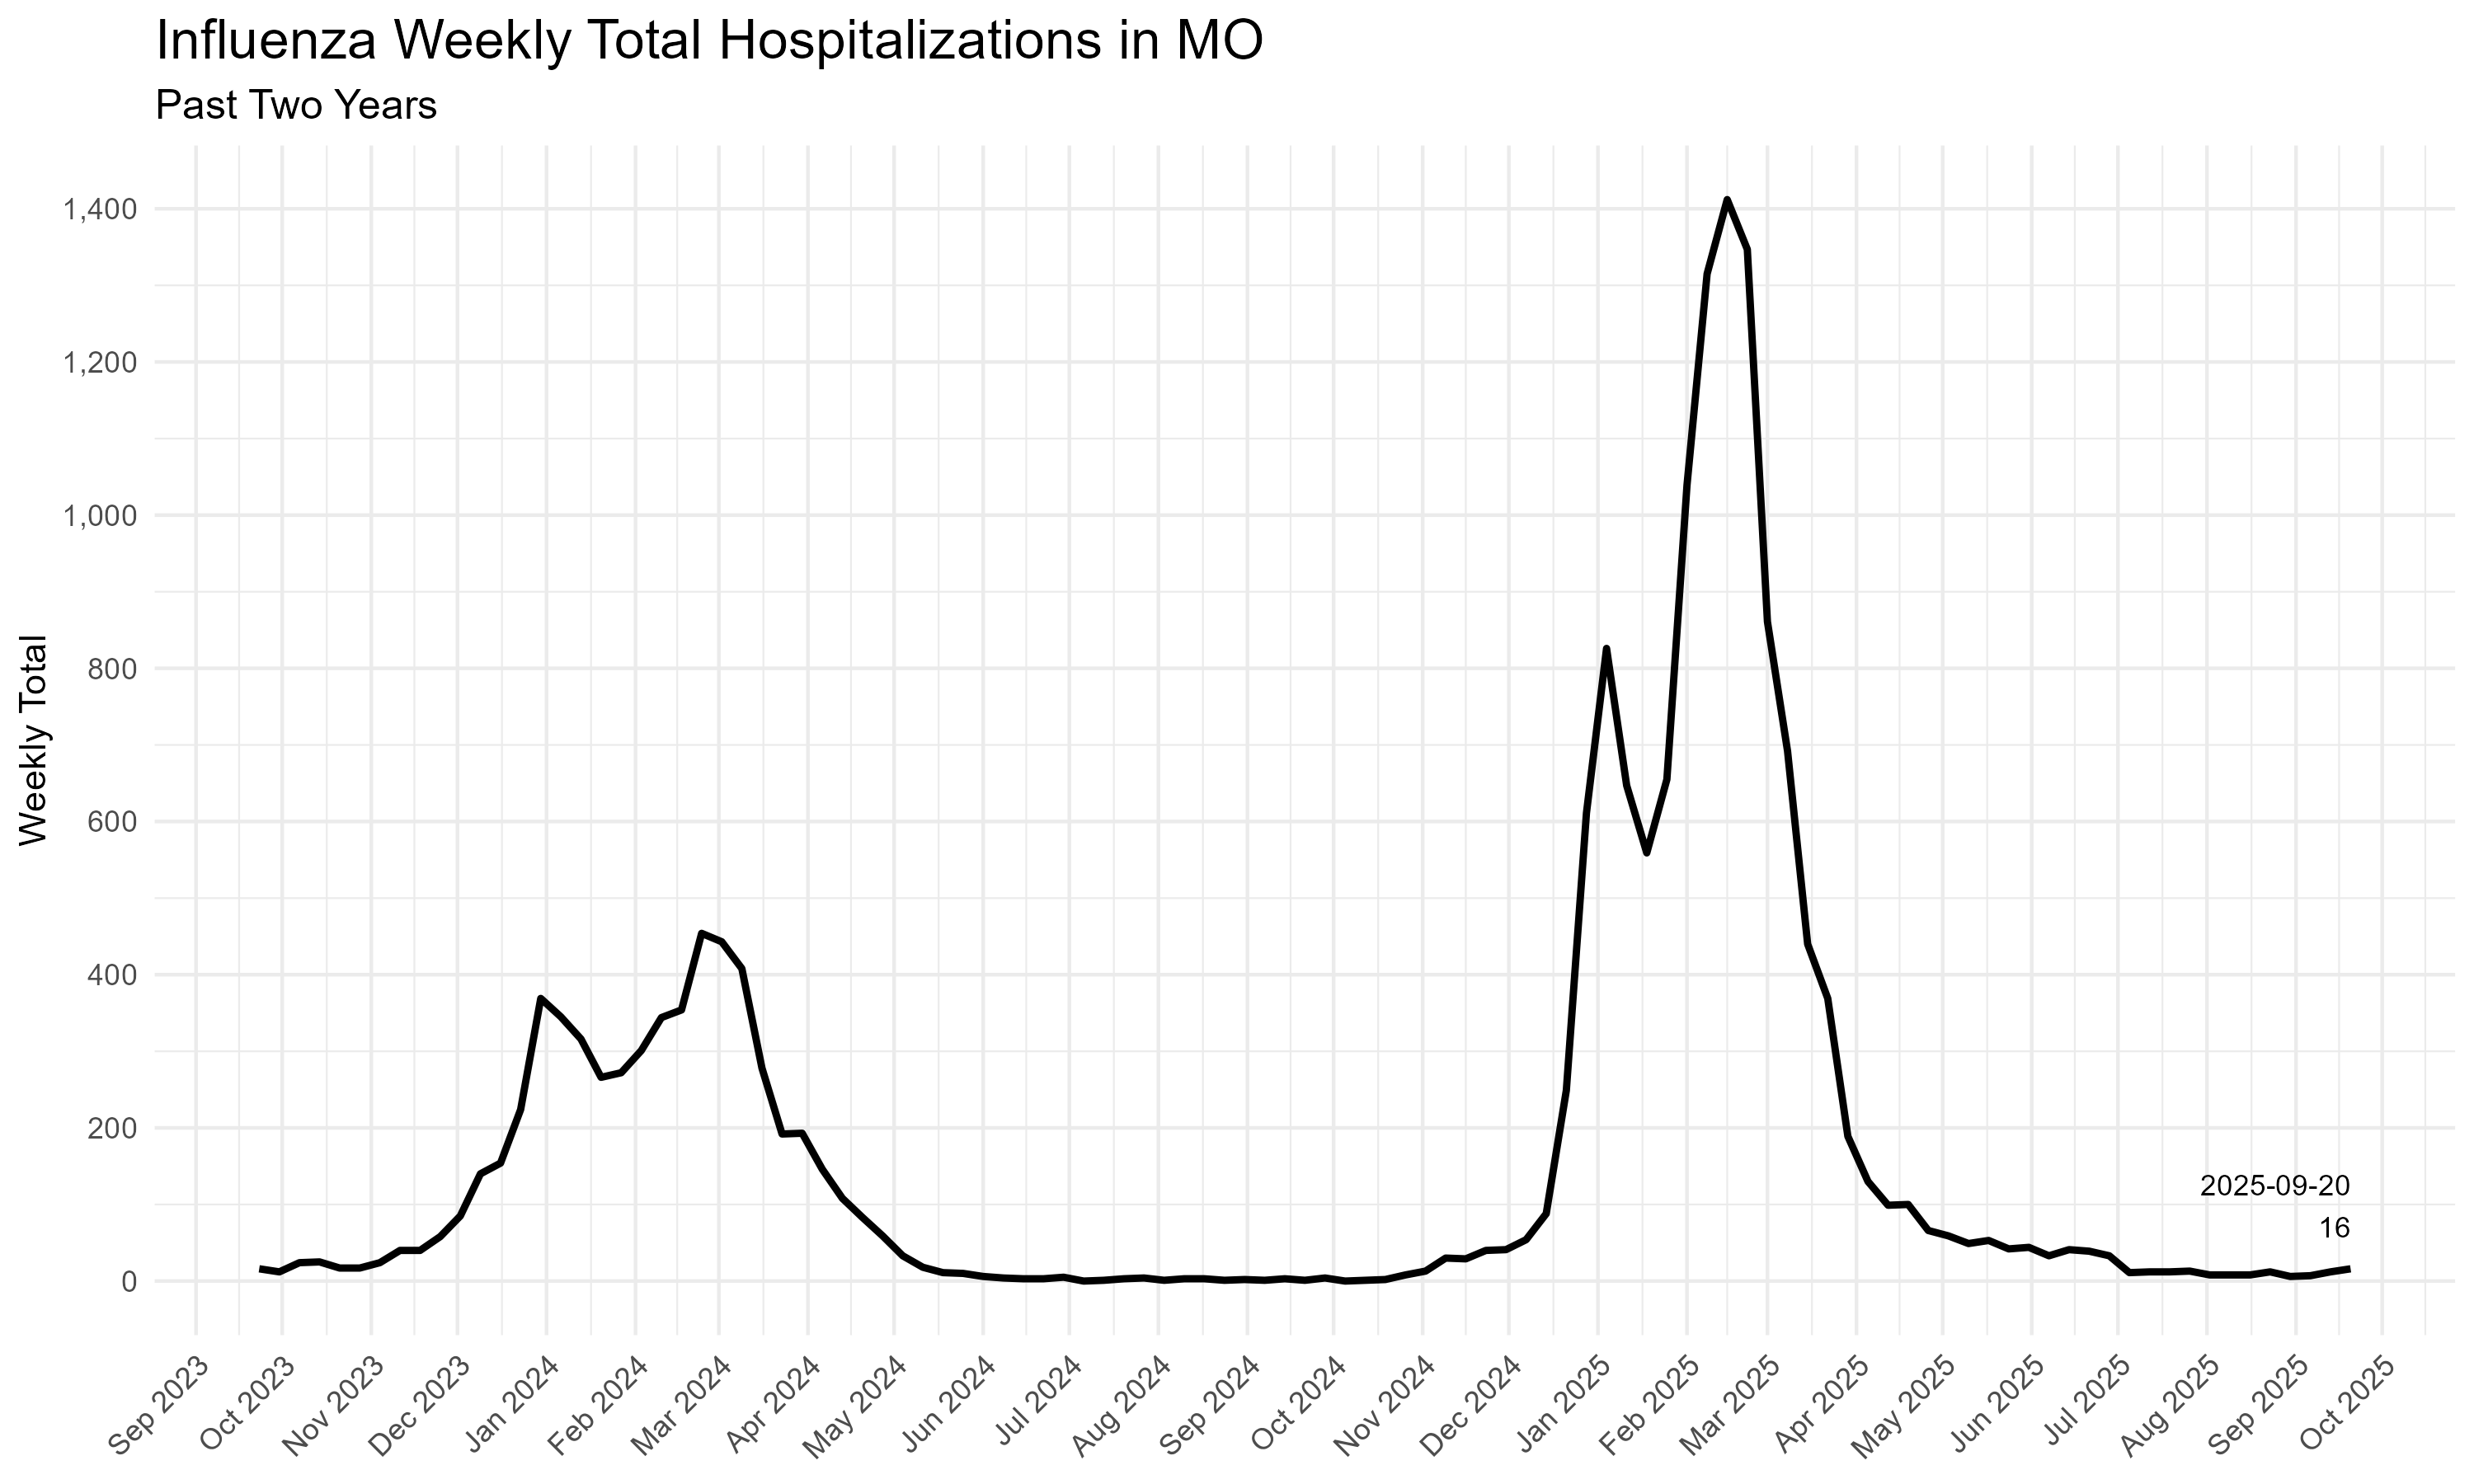 Influenza Weekly Total Hospitalizations in MO
Past Two Years
Weekly Total
1,400
1,200
1,000
800
600
400
200
0
2025-09-20
16
Sep 2023
Oct 2023
Nov 2023
Dec 2023
Jan 2024
Feb 2024
Mar 2024
Apr 2024
May 2024
Jun 2024
Jul 2024
Aug 2024
Sep 2024
Oct 2024
Nov 2024
Dec 2024
Jan 2025
Feb 2025
Mar 2025
Apr 2025
May 2025
Jun 2025
Jul 2025
Aug 2025
Sep 2025
Oct 2025